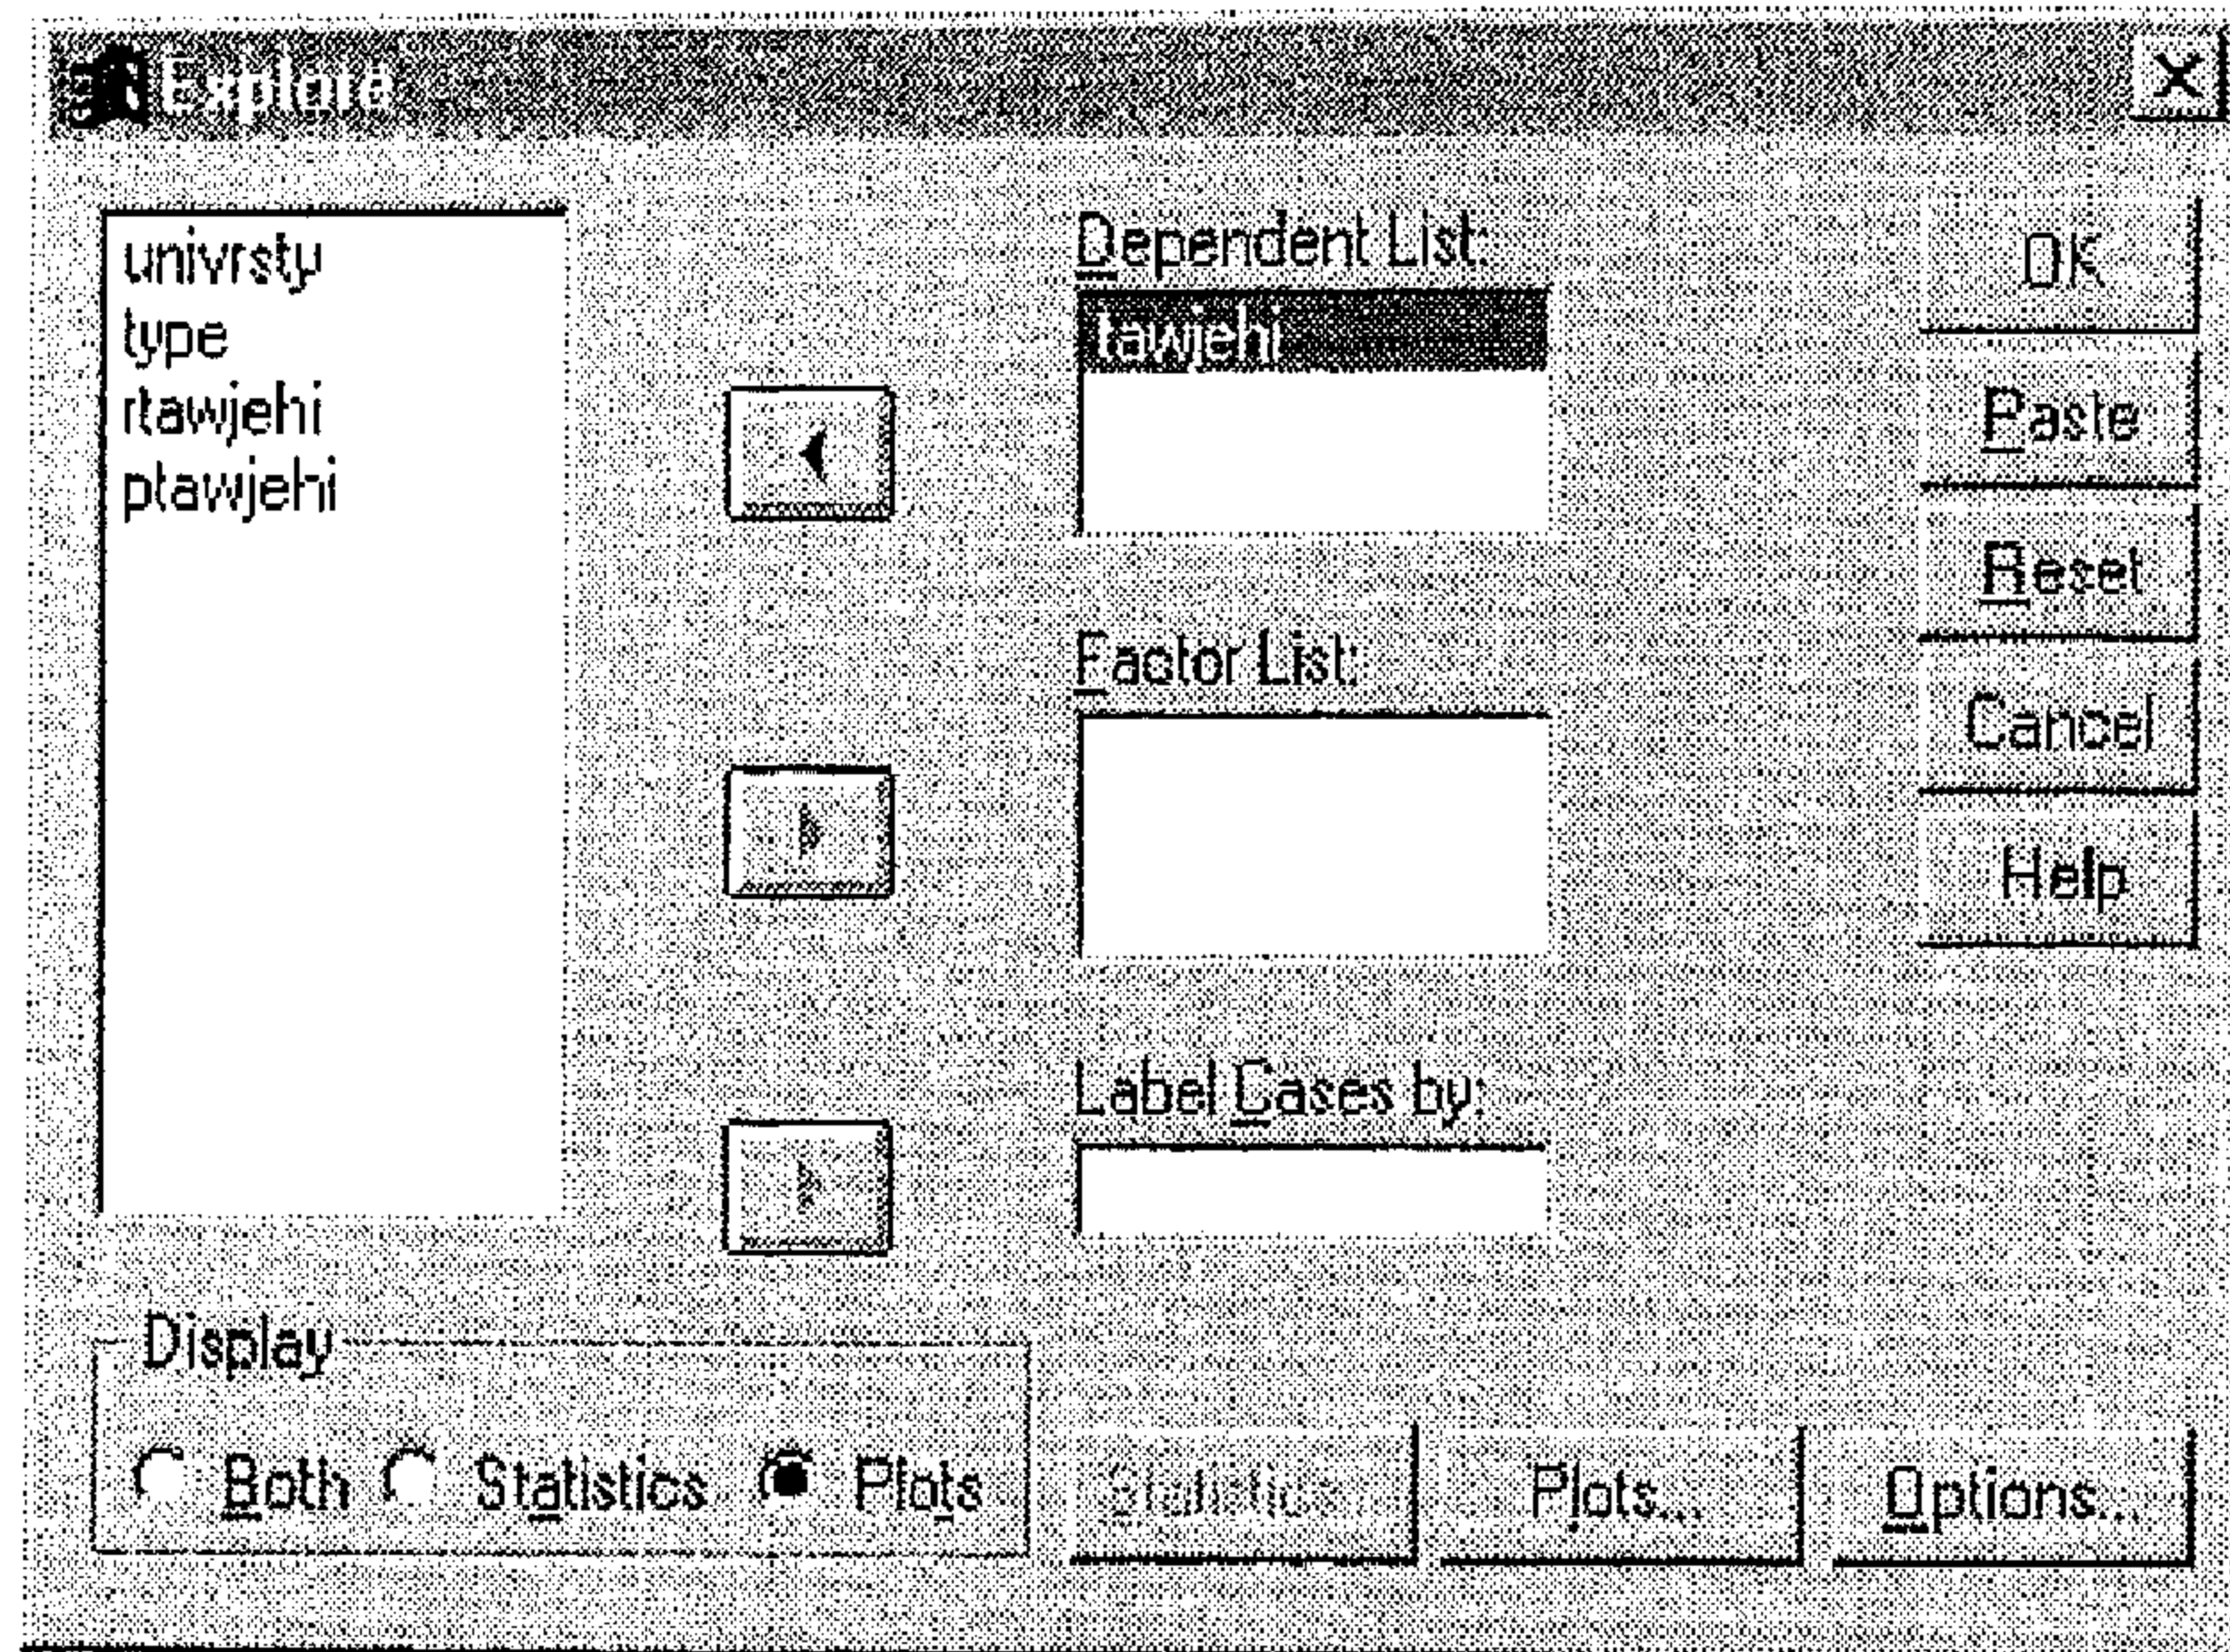 Explore
univrsty
type
rtawjehi
ptawjehi
Dependent List:
tawjehi
Factor List:
Label Cases by:
OK
Paste
Reset
Cancel
Help
Display
Both Statistics Plots
Statistics... Plots... Options...